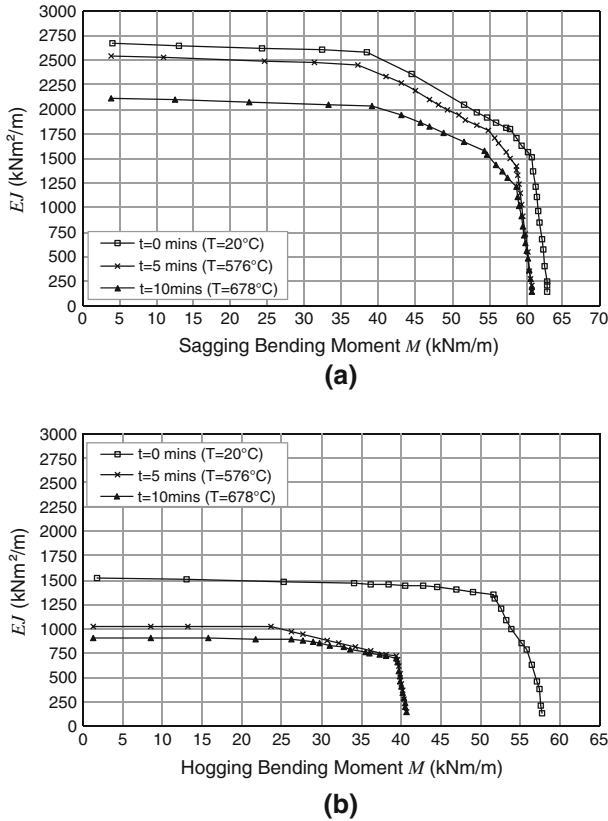 3000
2750
2500
2250
2000
1750
1500
1250
1000
750
500
250
0
EJ (kNm²/m)
t=0 mins (T=20°C)
t=5 mins (T=576°C)
t=10mins (T=678°C)
0 5 10 15 20 25 30 35 40 45 50 55 60 65 70
Sagging Bending Moment M (kNm/m)
(a)
3000
2750
2500
2250
2000
1750
1500
1250
1000
750
500
250
0
EJ (kNm²/m)
t=0 mins (T=20°C)
t=5 mins (T=576°C)
t=10mins (T=678°C)
0 5 10 15 20 25 30 35 40 45 50 55 60 65
Hogging Bending Moment M (kNm/m)
(b)